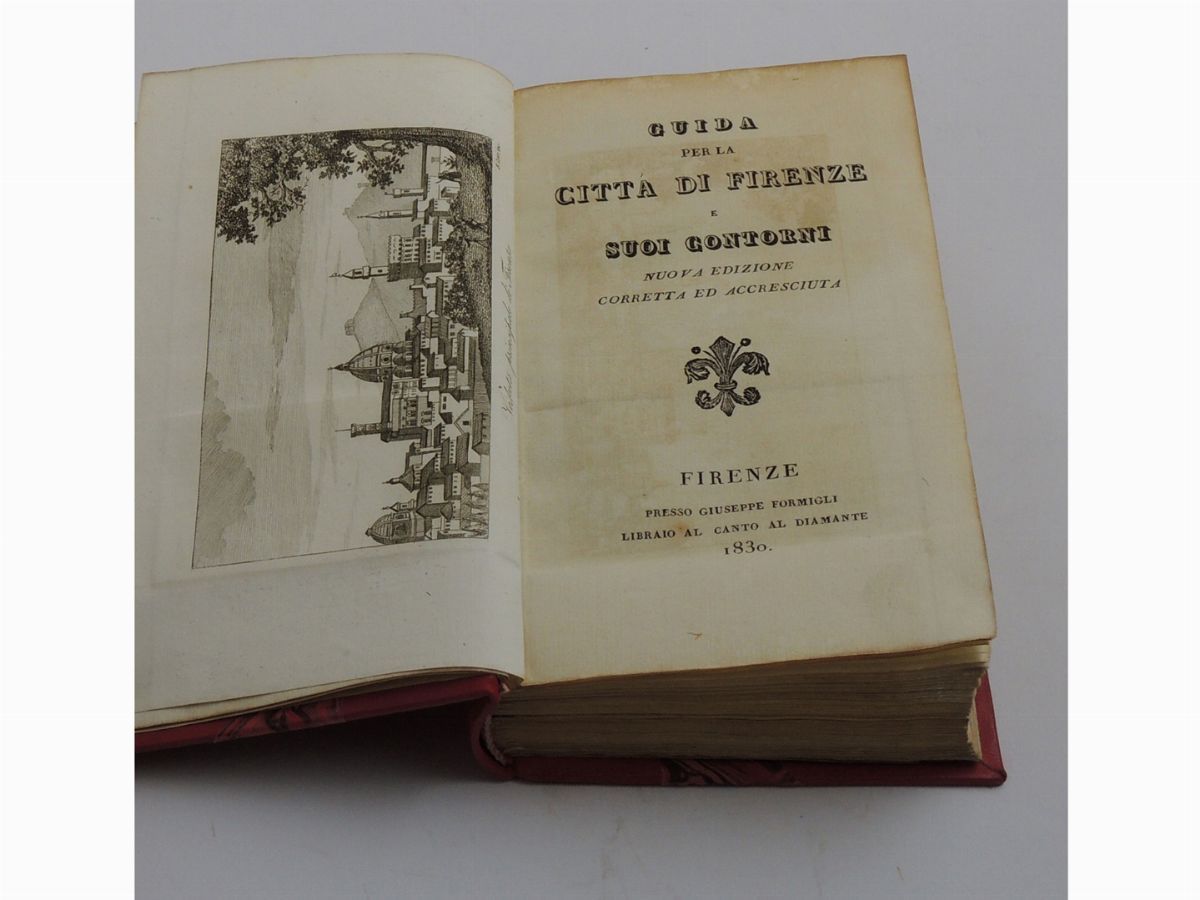 GUIDA
PER LA
CITTÀ DI FIRENZE
E
SUOI CONTORNI
NUOVA EDIZIONE
CORRETTA ED ACCRESCIUTA
FIRENZE
PRESSO GIUSEPPE FORMIGLI
LIBRAIO AL CANTO AL DIAMANTE
1830.